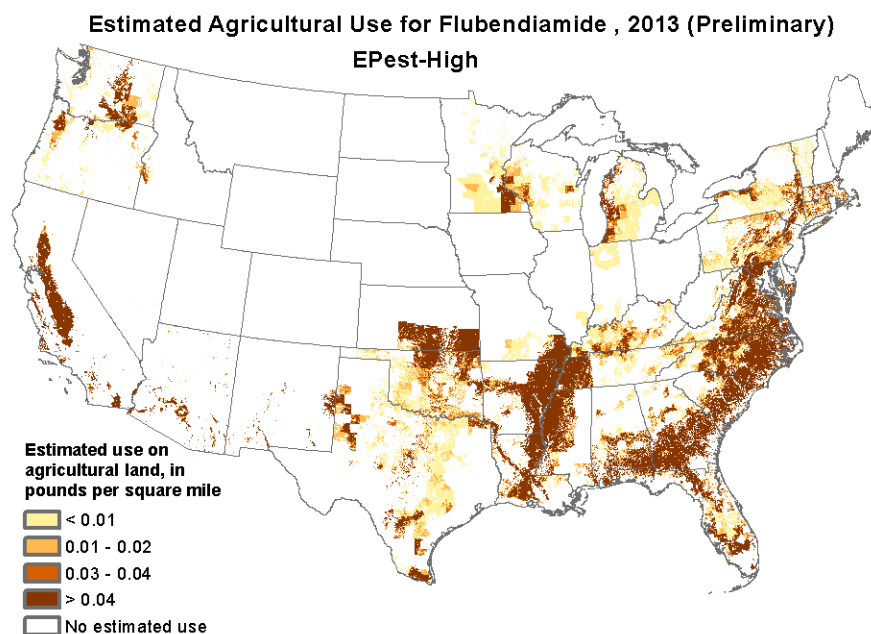 Estimated Agricultural Use for Flubendiamide , 2013 (Preliminary)
EPest-High
Estimated use on
agricultural land, in
pounds per square mile
< 0.01
0.01 - 0.02
0.03 - 0.04
> 0.04
No estimated use